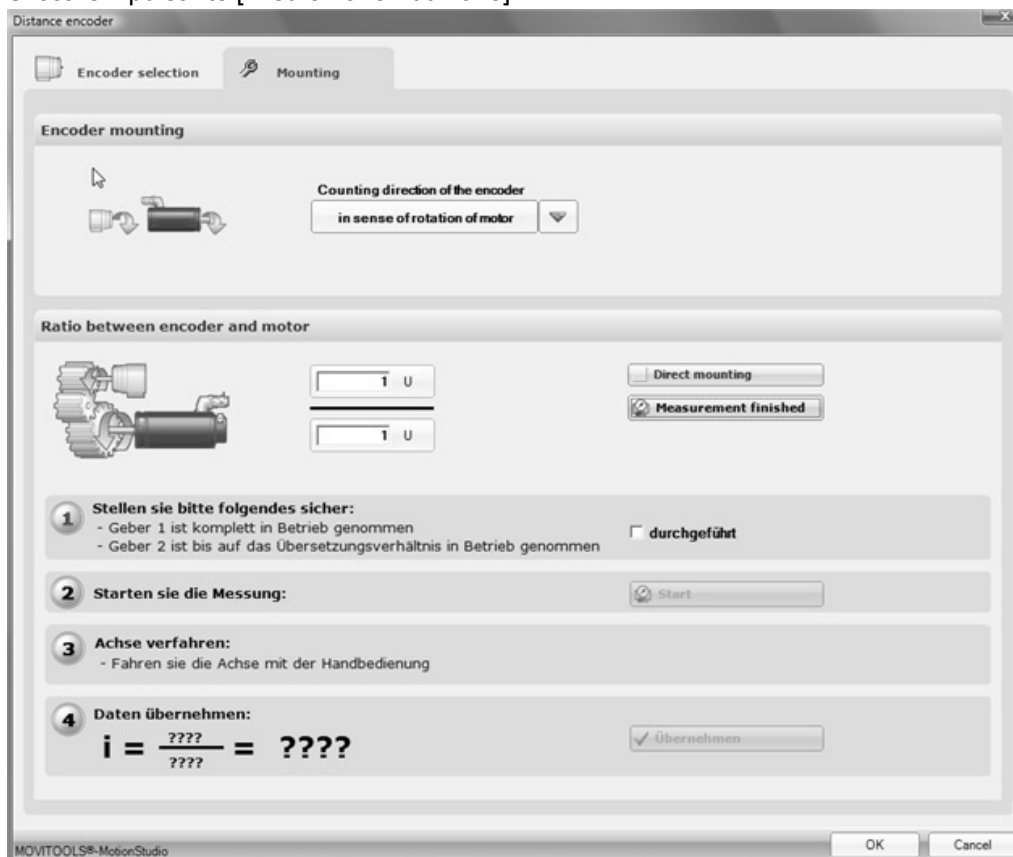 Distance encoder
Encoder selection
Mounting
Encoder mounting
Counting direction of the encoder
in sense of rotation of motor
Ratio between encoder and motor
1 U
1 U
Direct mounting
Measurement finished
1 Stellen sie bitte folgendes sicher:
- Geber 1 ist komplett in Betrieb genommen
- Geber 2 ist bis auf das Übersetzungsverhältnis in Betrieb genommen
durchgeführt
2 Starten sie die Messung:
Start
3 Achse verfahren:
- Fahren sie die Achse mit der Handbedienung
4 Daten übernehmen:
i = ????/???? = ????
Übernehmen
OK
Cancel
MOVITOOLS®-MotionStudio